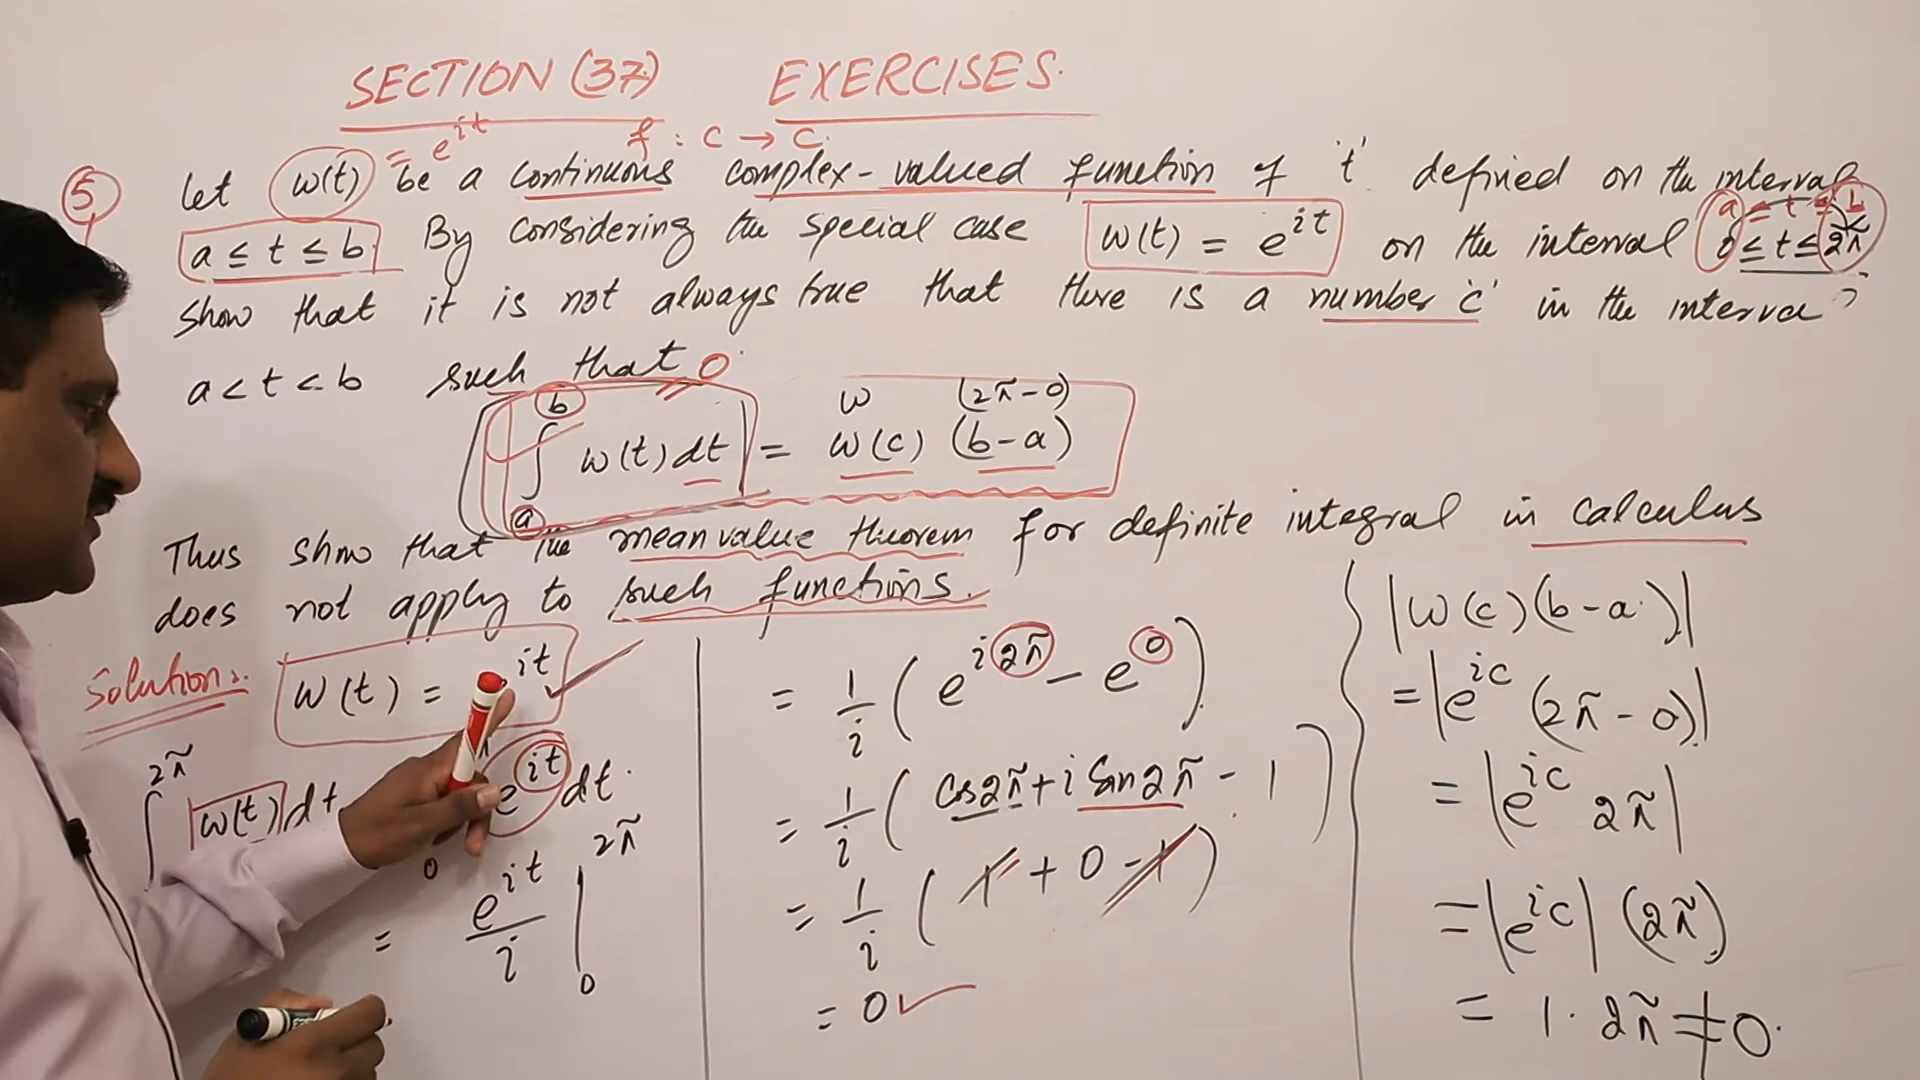 SECTION (37) EXERCISES.
= e^{it} f : C → C.
5 Let w(t) be a continuous complex-valued function of 't' defined on the interval
a ≤ t ≤ b
a ≤ t ≤ b. By considering the special case w(t) = e^{it} on the interval 0 ≤ t ≤ 2π
Show that it is not always true that there is a number 'c' in the interval
a < t < b such that 0.
w (2π-0)
∫_a^b w(t) dt = w(c) (b-a)
Thus show that the mean value theorem for definite integral in calculus
does not apply to such functions.
Solution:. w(t) = e^{it}
∫^{2π} w(t) dt e^{it} dt.
0
= e^{it}/i |_0^{2π}
= 1/i ( e^{i2π} - e^0 ).
= 1/i ( cos2π + i Sin2π - 1 )
= 1/i ( 1 + 0 - 1 )
= 0
|w(c)(b-a)|
= |e^{ic} (2π-0)|
= |e^{ic} 2π|
= |e^{ic}| (2π)
= 1. 2π ≠ 0.